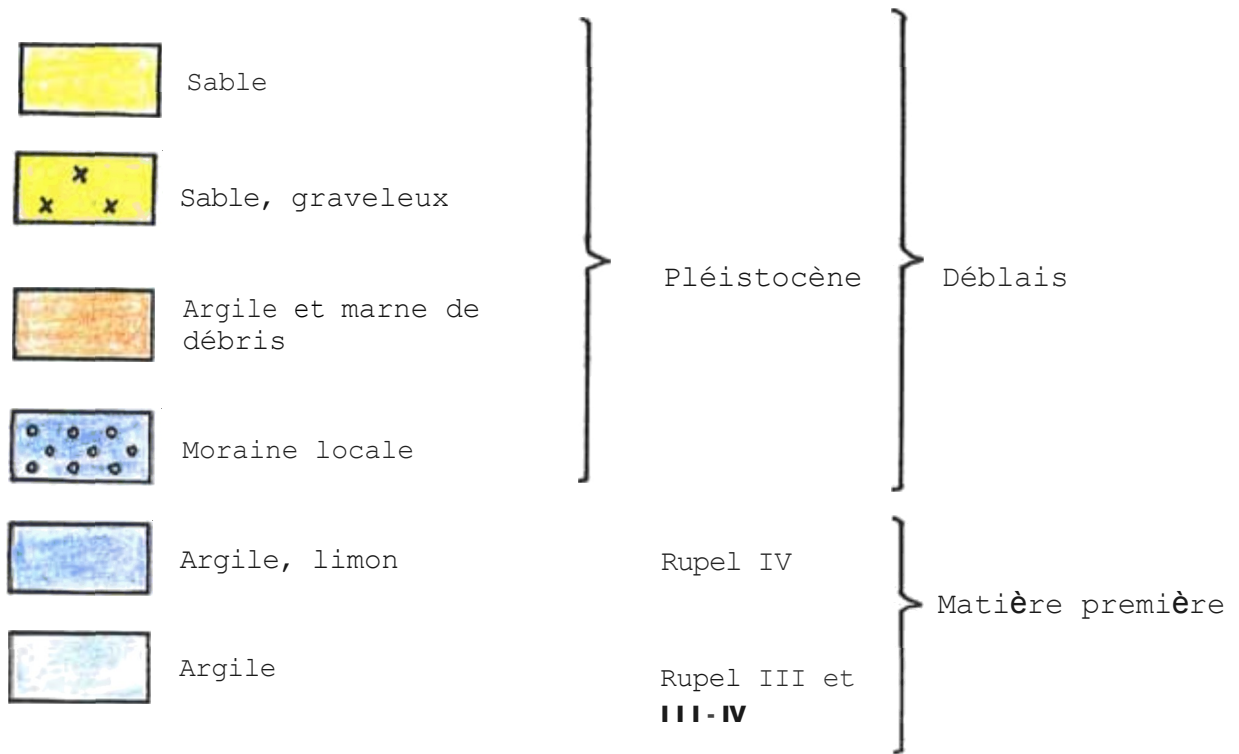 Sable
Sable, graveleux
Argile et marne de
débris
Pléistocène
Déblais
Moraine locale
Argile, limon
Rupel IV
Matière première
Argile
Rupel III et
III-IV